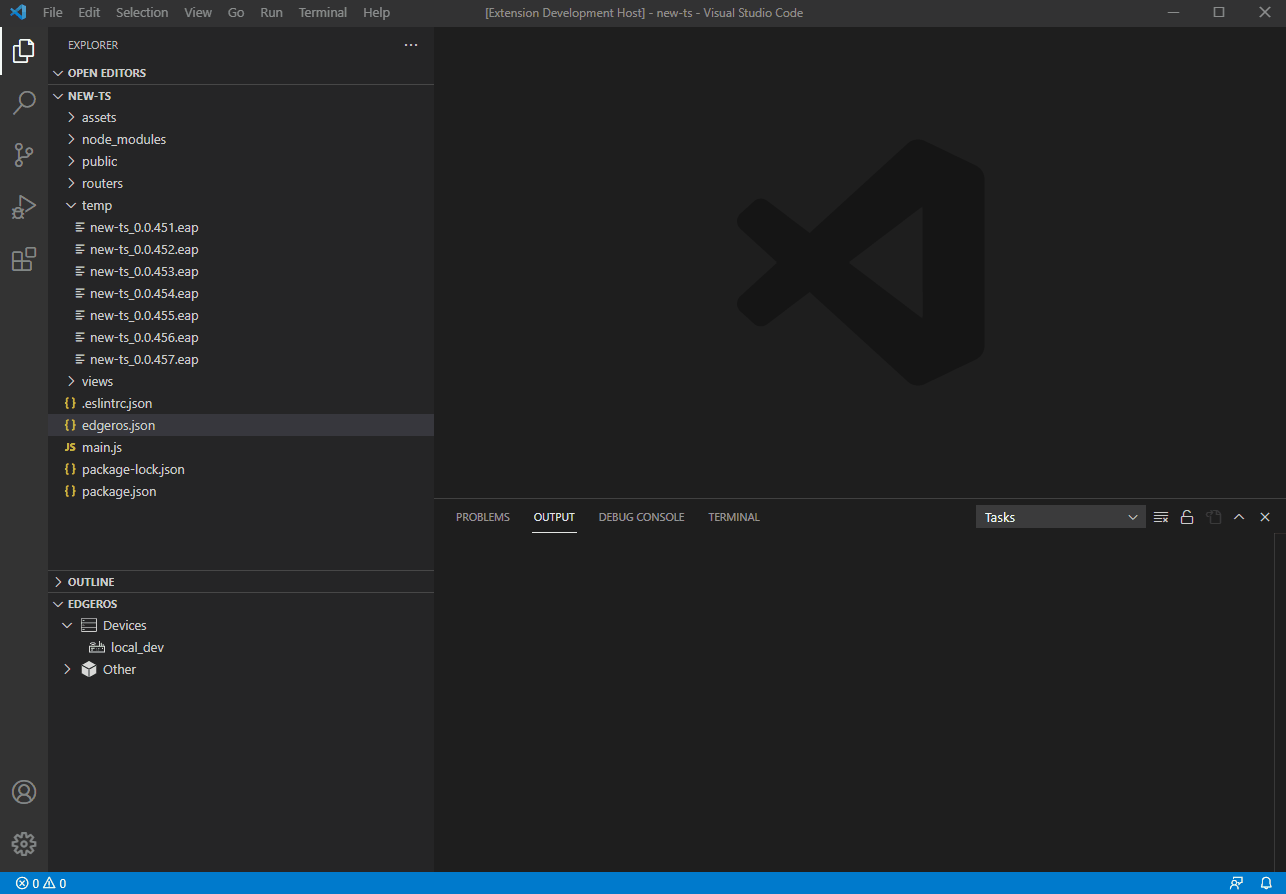 File Edit Selection View Go Run Terminal Help [Extension Development Host] - new-ts - Visual Studio Code
EXPLORER
OPEN EDITORS
NEW-TS
assets
node_modules
public
routers
temp
new-ts_0.0.451.eap
new-ts_0.0.452.eap
new-ts_0.0.453.eap
new-ts_0.0.454.eap
new-ts_0.0.455.eap
new-ts_0.0.456.eap
new-ts_0.0.457.eap
views
{} .eslintrc.json
{} edgeros.json
JS main.js
{} package-lock.json
{} package.json
OUTLINE
EDGEROS
Devices
local_dev
Other
PROBLEMS OUTPUT DEBUG CONSOLE TERMINAL Tasks
0 0